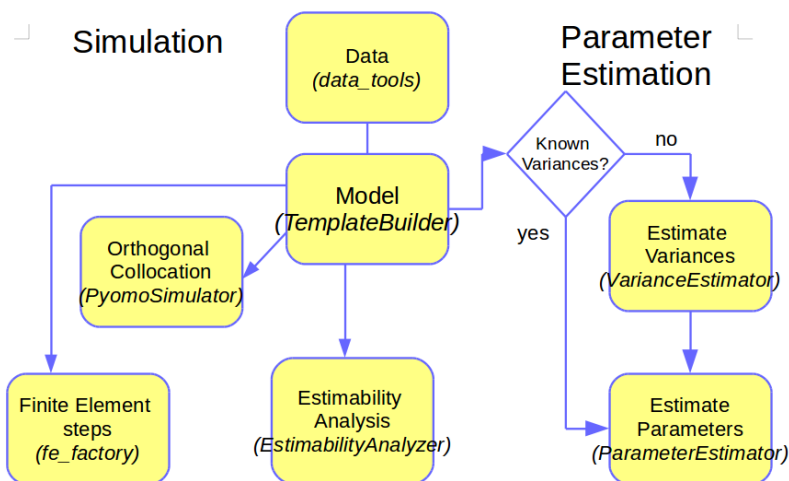 Simulation
Data
(data_tools)
Parameter
Estimation
Known
Variances?
no
yes
Model
(TemplateBuilder)
Orthogonal
Collocation
(PyomoSimulator)
Estimate
Variances
(VarianceEstimator)
Finite Element
steps
(fe_factory)
Estimability
Analysis
(EstimabilityAnalyzer)
Estimate
Parameters
(ParameterEstimator)